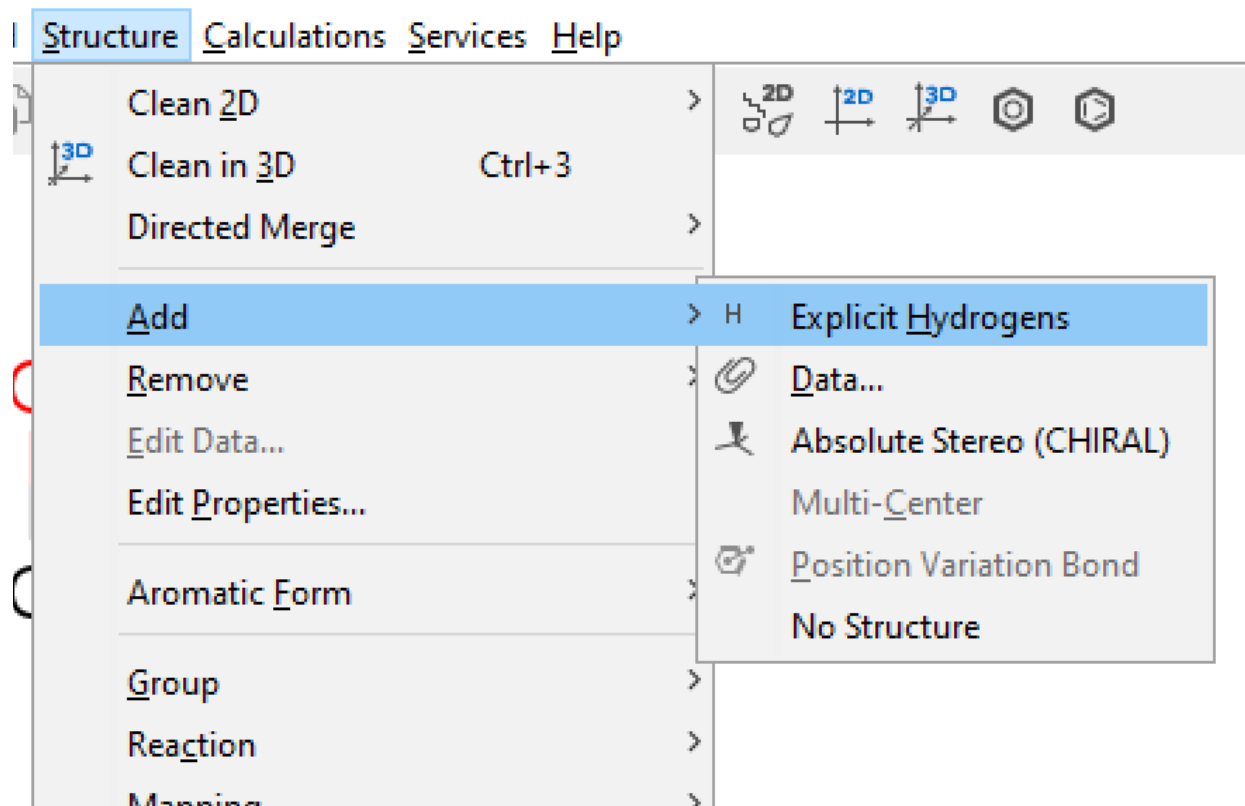 Structure Calculations Services Help
2D 2D 3D
Clean 2D
3D Clean in 3D Ctrl+3
Directed Merge
Add
H Explicit Hydrogens
Remove
Data...
Edit Data...
Absolute Stereo (CHIRAL)
Edit Properties...
Multi-Center
Position Variation Bond
Aromatic Form
No Structure
Group
Reaction
Mapping